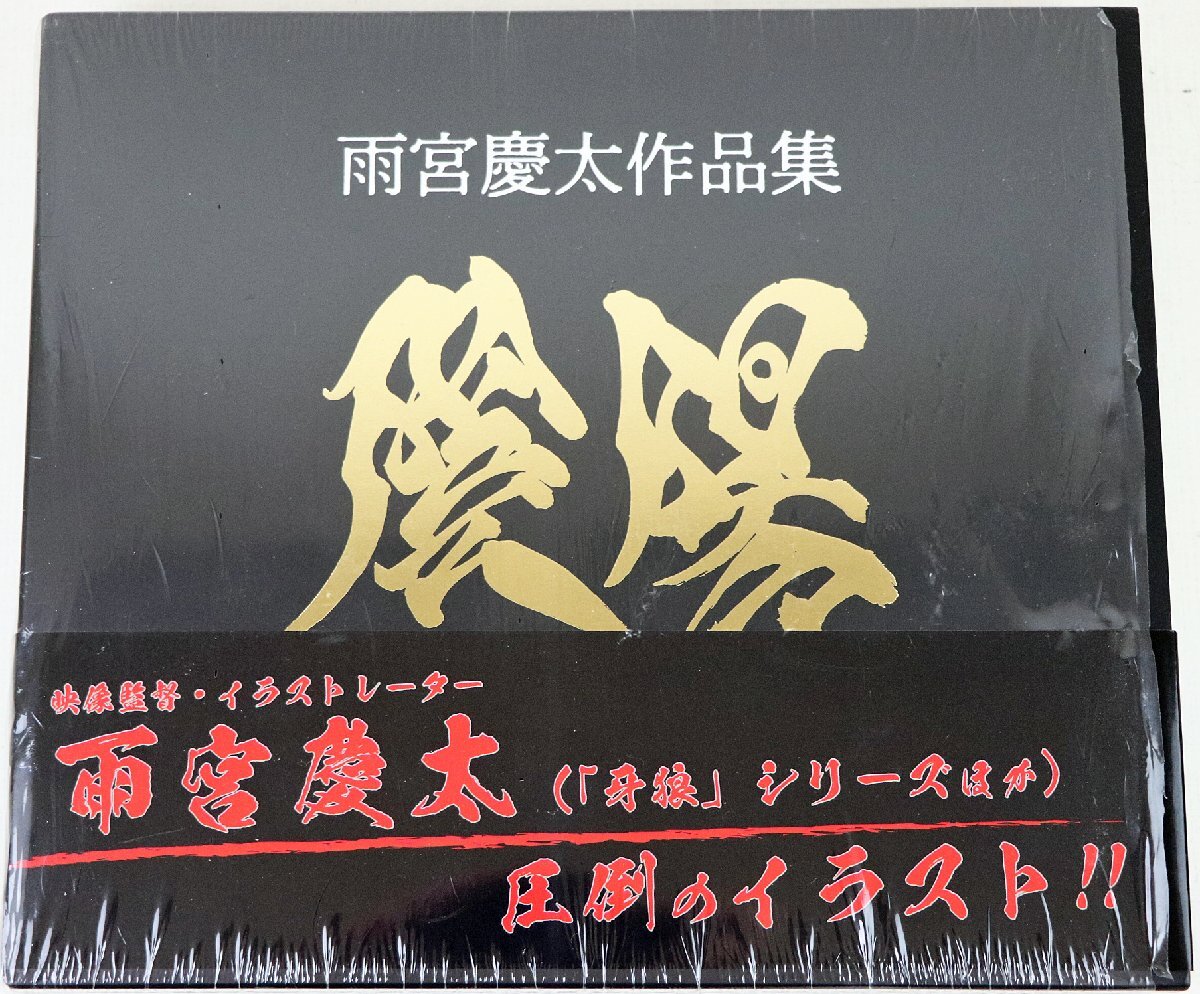 雨宮慶太作品集
陰陽
映像監督・イラストレーター
雨宮慶太(「牙狼」シリーズほか)
圧倒のイラスト!!